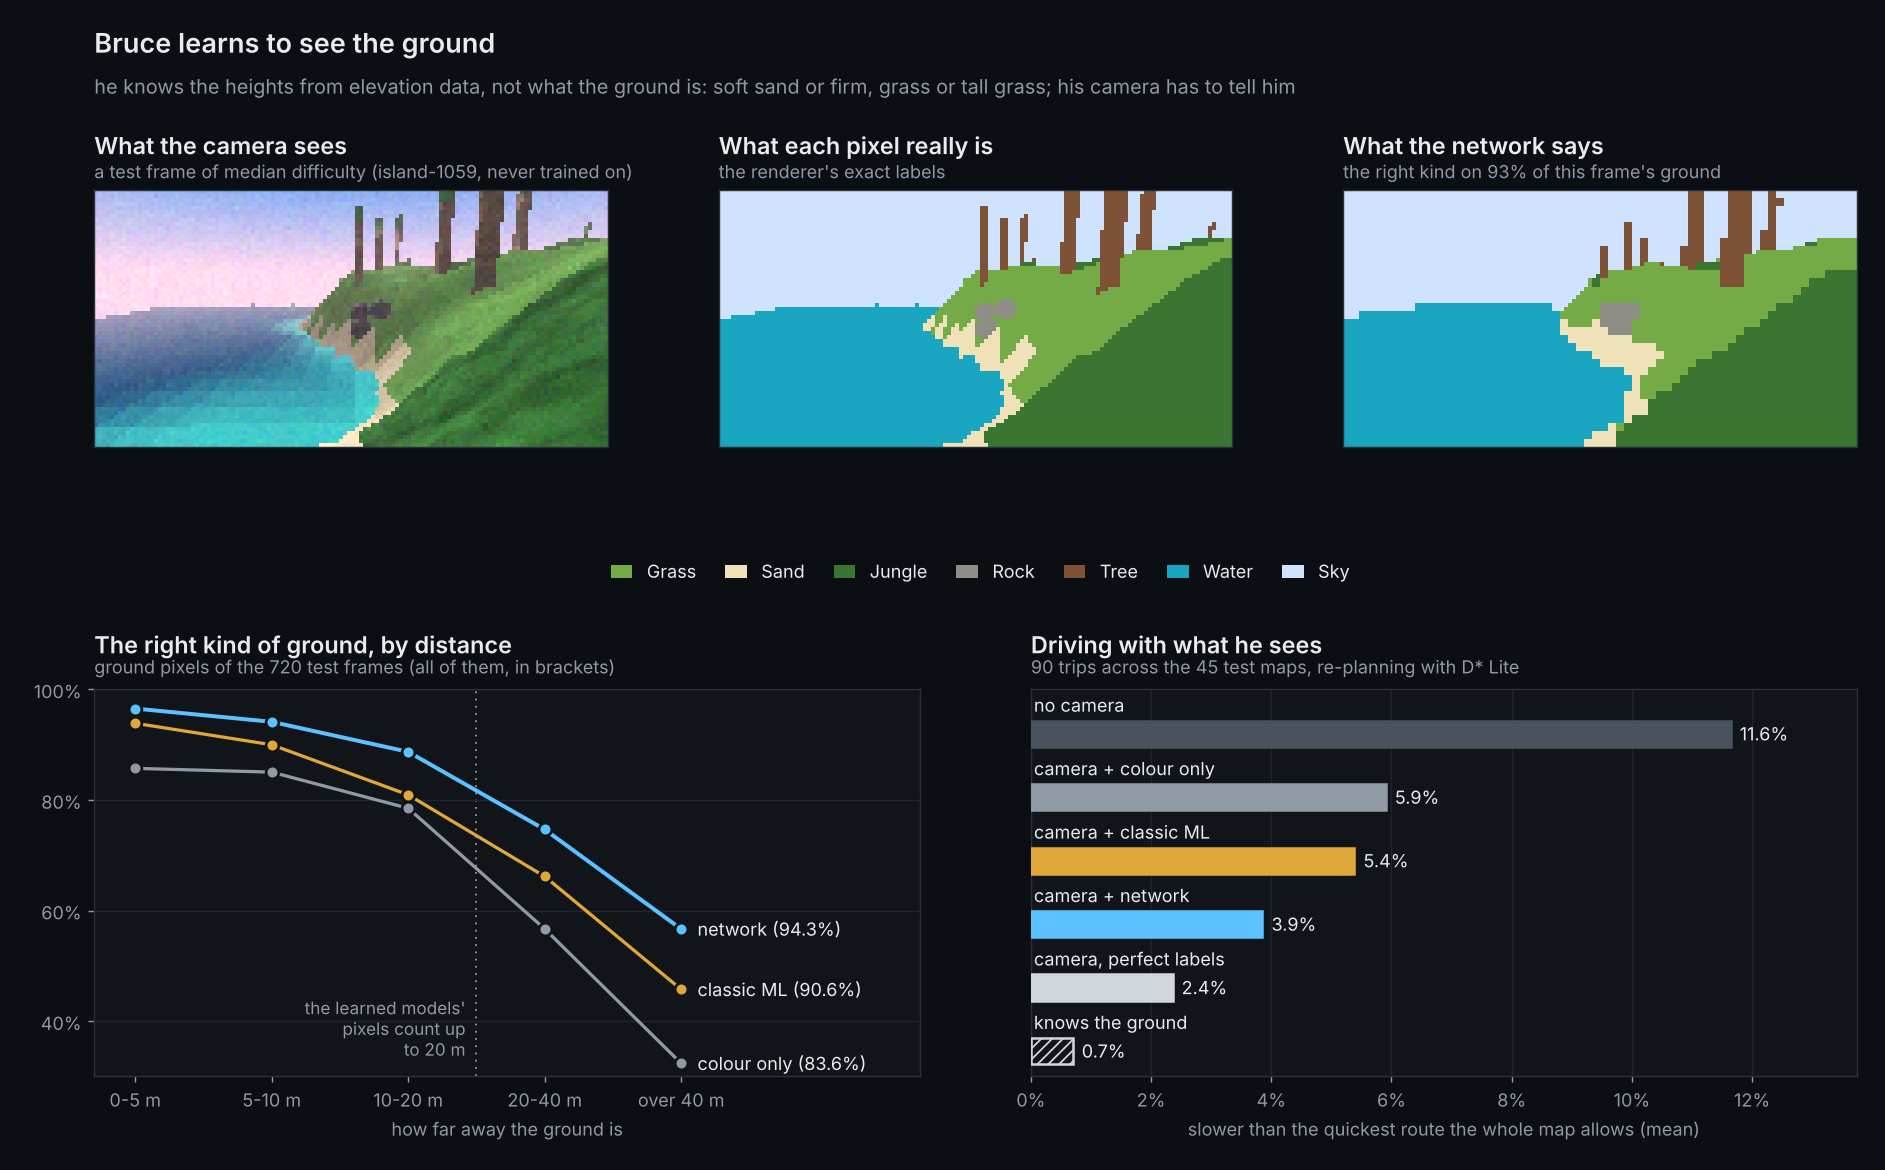 Bruce learns to see the ground
he knows the heights from elevation data, not what the ground is: soft sand or firm, grass or tall grass; his camera has to tell him
What the camera sees
a test frame of median difficulty (island-1059, never trained on)
What each pixel really is
the renderer's exact labels
What the network says
the right kind on 93% of this frame's ground
Grass
Sand
Jungle
Rock
Tree
Water
Sky
The right kind of ground, by distance
ground pixels of the 720 test frames (all of them, in brackets)
100%
80%
60%
40%
network (94.3%)
classic ML (90.6%)
colour only (83.6%)
the learned models'
pixels count up
to 20 m
0-5 m
5-10 m
10-20 m
20-40 m
over 40 m
how far away the ground is
Driving with what he sees
90 trips across the 45 test maps, re-planning with D* Lite
no camera
11.6%
camera + colour only
5.9%
camera + classic ML
5.4%
camera + network
3.9%
camera, perfect labels
2.4%
knows the ground
0.7%
0%
2%
4%
6%
8%
10%
12%
slower than the quickest route the whole map allows (mean)